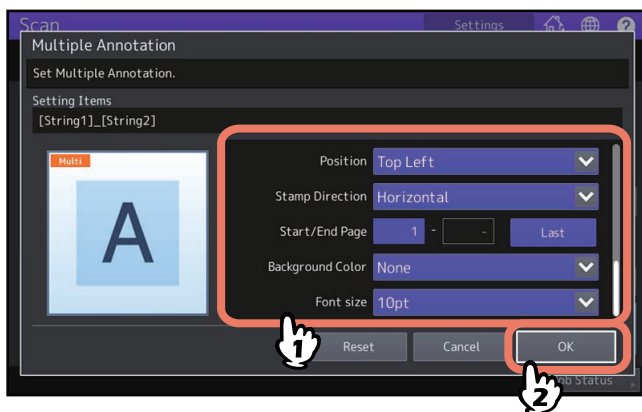 Scan Settings ?
Multiple Annotation
Set Multiple Annotation.
Setting Items
[String1]_[String2]
Multi
A
Position Top Left
Stamp Direction Horizontal
Start/End Page 1 - - Last
Background Color None
Font size 10pt
1
Reset Cancel OK
Status
2